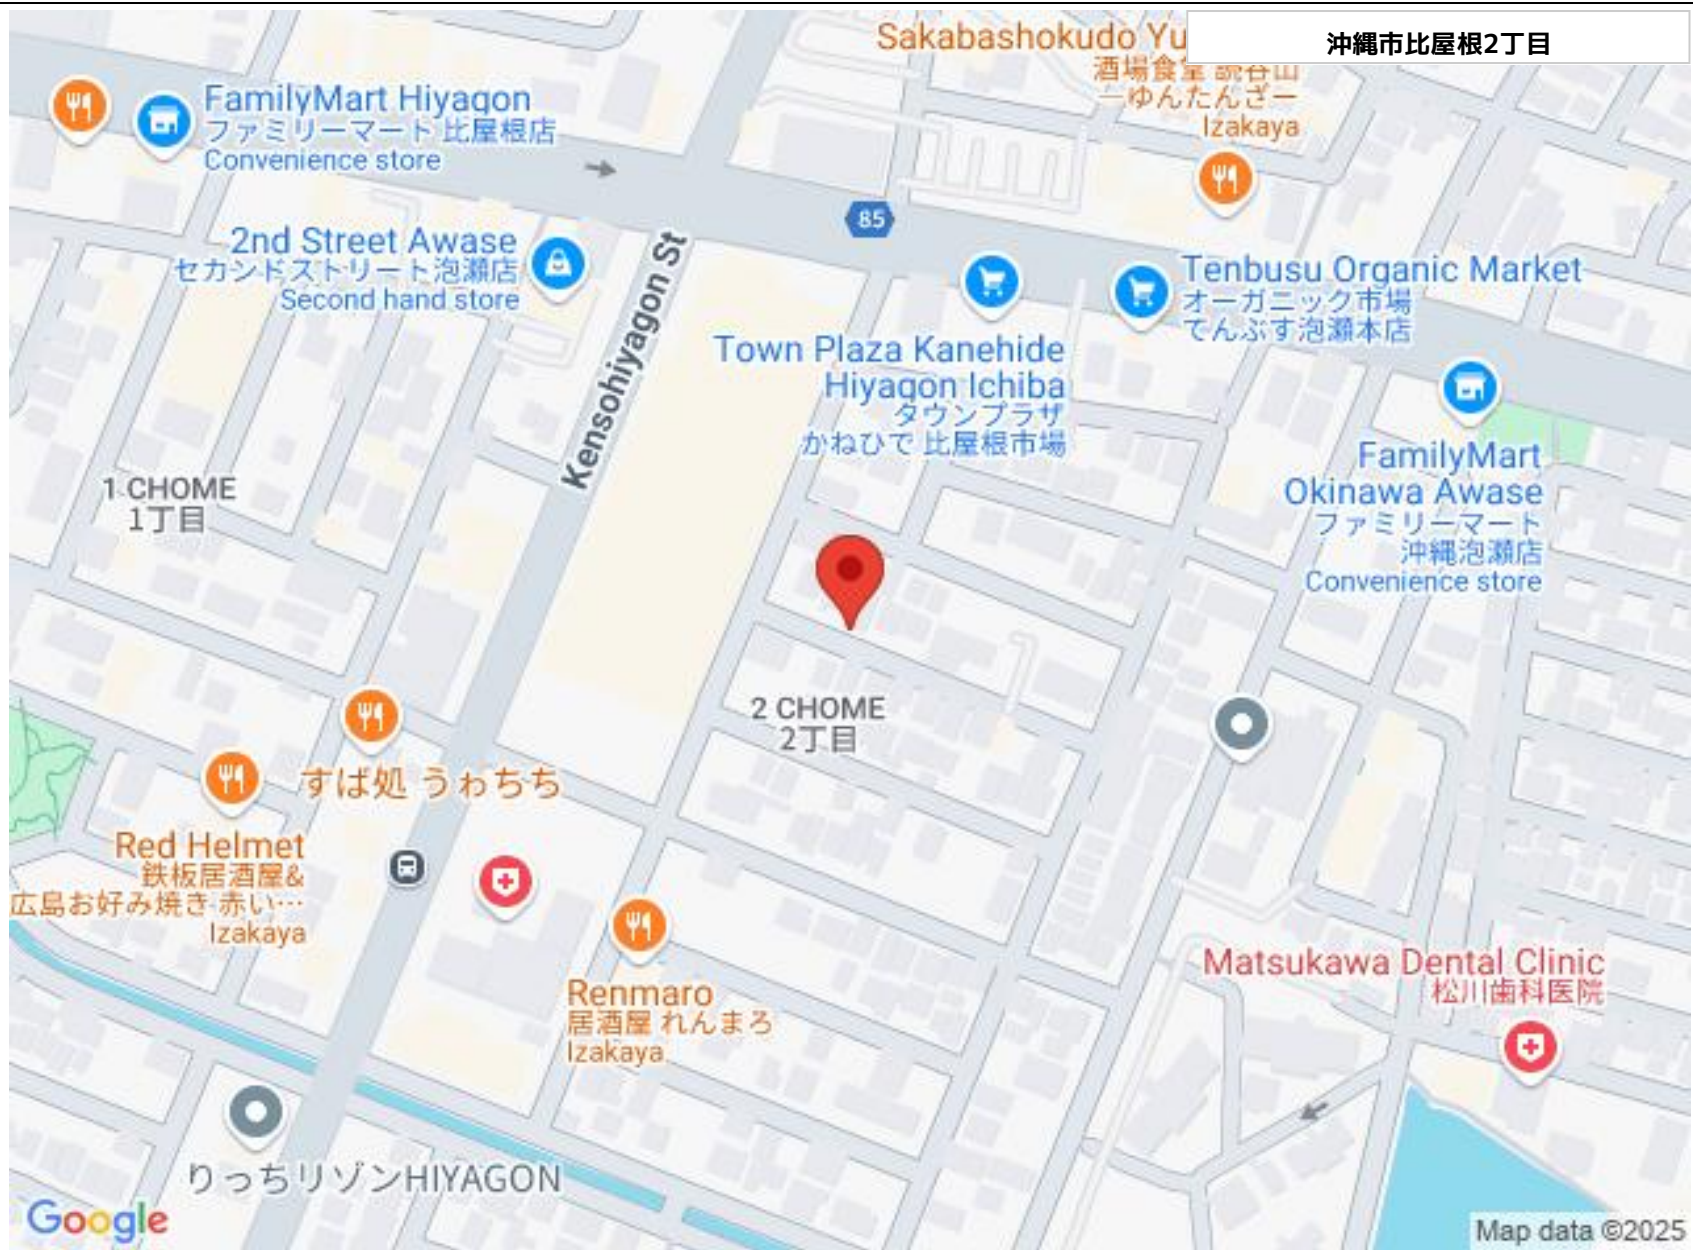 沖縄市比屋根2丁目
Sakabashokudo Yu
酒場食堂 読谷山
ーゆんたんざー
Izakaya
FamilyMart Hiyagon
ファミリーマート 比屋根店
Convenience store
85
2nd Street Awase
セカンドストリート泡瀬店
Second hand store
Kensohiyagon St
Tenbusu Organic Market
オーガニック市場
てんぶす泡瀬本店
Town Plaza Kanehide
Hiyagon Ichiba
タウンプラザ
かねひで 比屋根市場
FamilyMart
Okinawa Awase
ファミリーマート
沖縄泡瀬店
Convenience store
1 CHOME
1丁目
2 CHOME
2丁目
すば処 うゎちち
Red Helmet
鉄板居酒屋&
広島お好み焼き 赤い…
Izakaya
Renmaro
居酒屋 れんまろ
Izakaya
Matsukawa Dental Clinic
松川歯科医院
りっちリゾンHIYAGON
Google
Map data ©2025